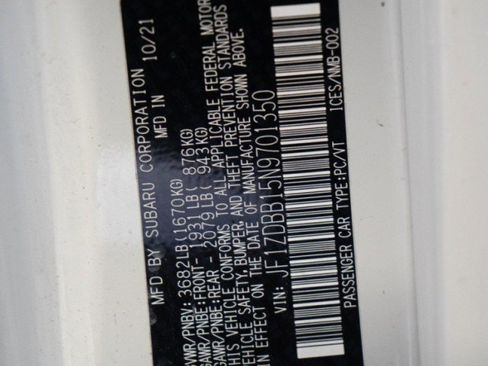 MFD BY SUBARU CORPORATION 10/21
MFD IN
GVWR/PNBV: 3682LB(1670KG)
GAWR/PNBE:FRONT - 1931LB( 876KG)
GAWR/PNBE:REAR - 2079LB( 943KG)
THIS VEHICLE CONFORMS TO ALL APPLICABLE FEDERAL MOTOR
VEHICLE SAFETY,BUMPER, AND THEFT PREVENTION STANDARDS
IN EFFECT ON THE DATE OF MANUFACTURE SHOWN ABOVE.
VIN: JF1ZDBB15N9701350
ICES/NMB-002
PASSENGER CAR TYPE:PC/VT